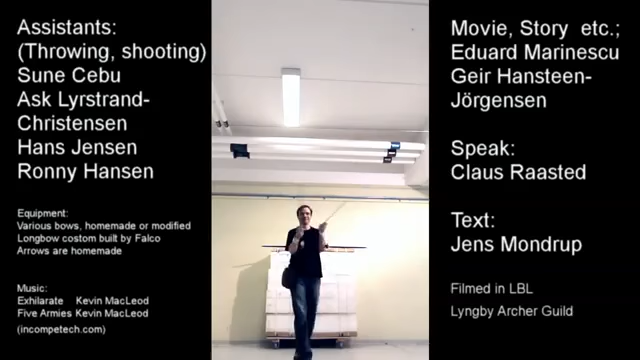 Assistants:
(Throwing, shooting)
Sune Cebu
Ask Lyrstrand-
Christensen
Hans Jensen
Ronny Hansen
Equipment:
Various bows, homemade or modified
Longbow costom built by Falco
Arrows are homemade
Music:
Exhilarate Kevin MacLeod
Five Armies Kevin MacLeod
(incompetech.com)
Movie, Story etc.;
Eduard Marinescu
Geir Hansteen-
Jörgensen
Speak:
Claus Raasted
Text:
Jens Mondrup
Filmed in LBL
Lyngby Archer Guild